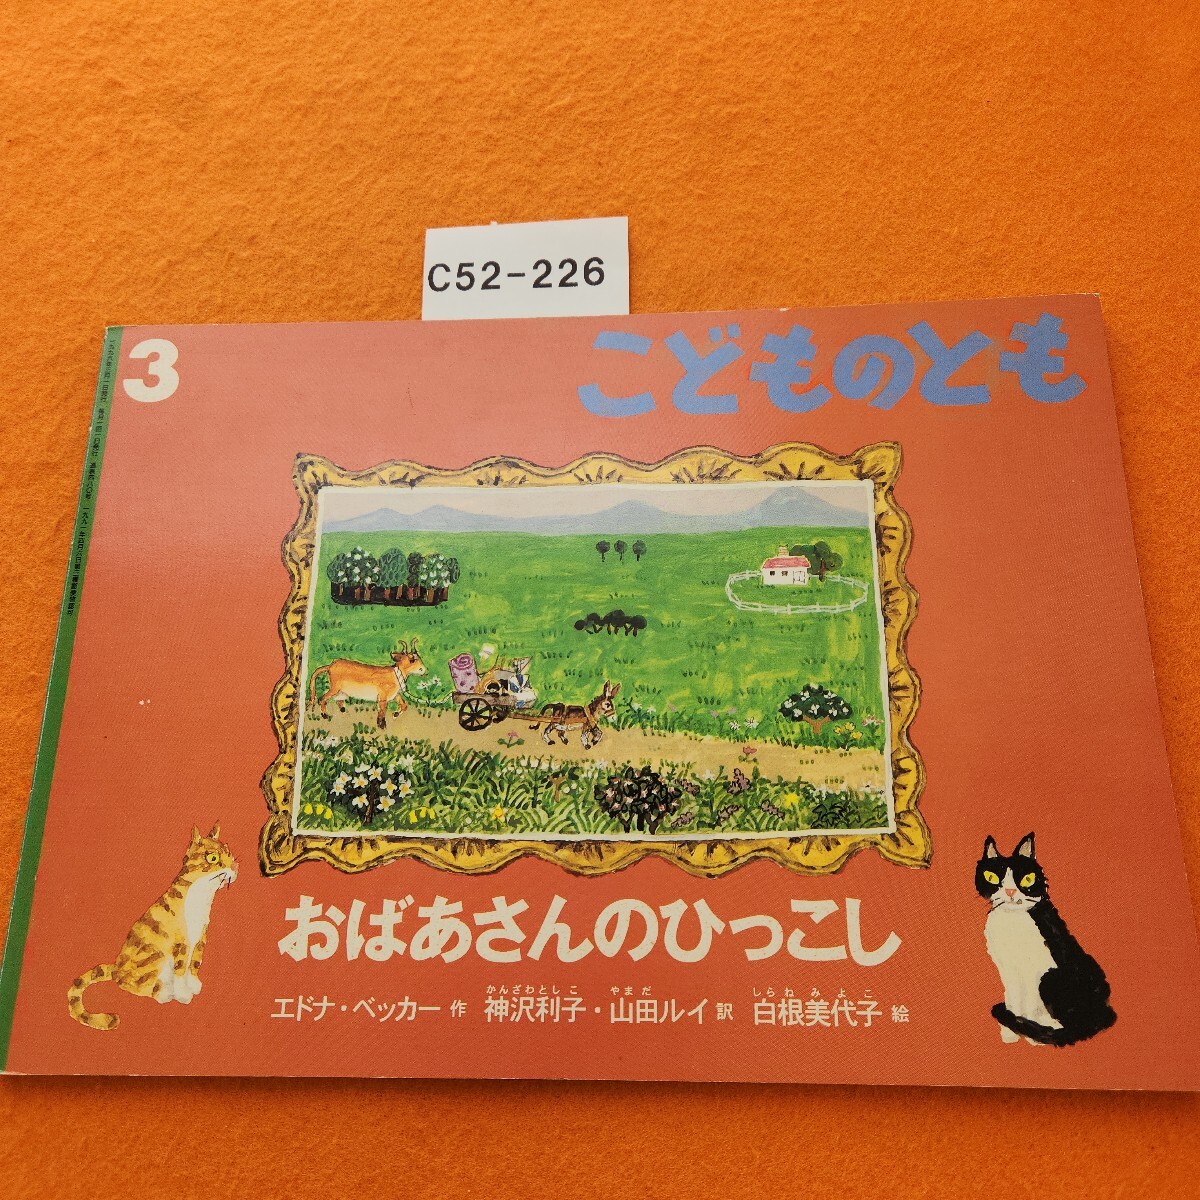 C52-226
3
こどものとも
おばあさんのひっこし
かんざわとしこ やまだ しらねみよこ
エドナ・ベッカー 作 神沢利子・山田ルイ 訳 白根美代子 絵